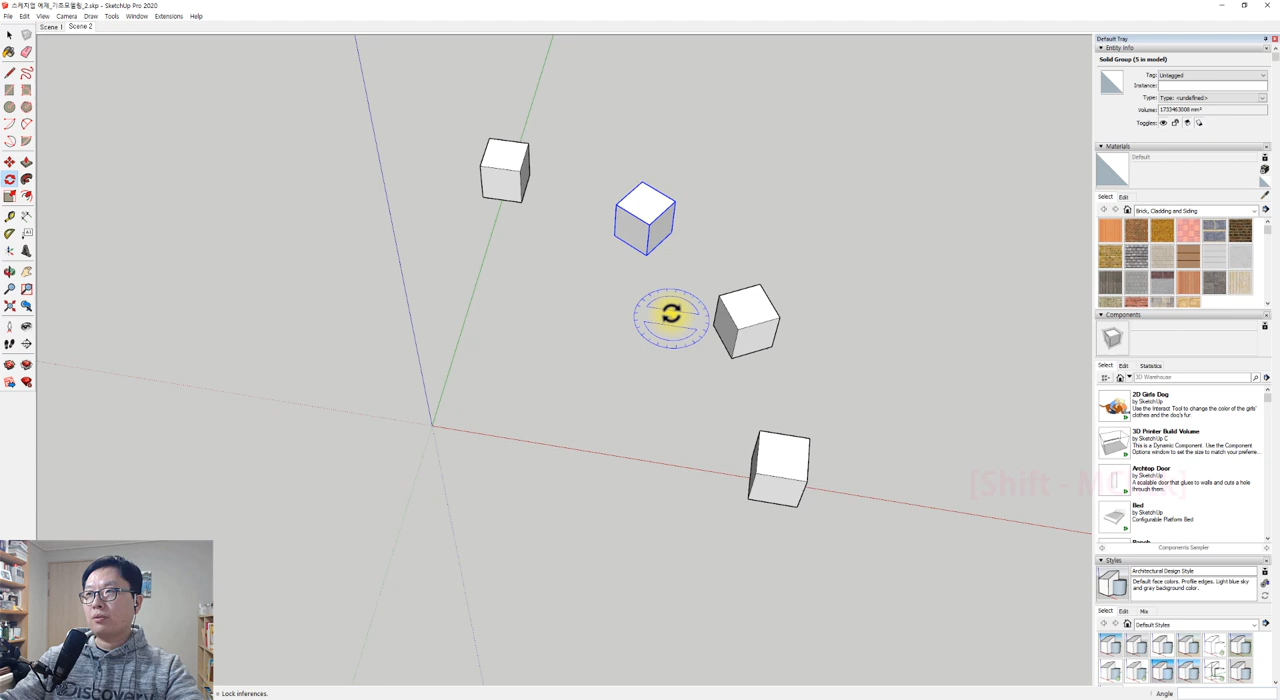 스케치업 예제_기초모델링_2.skp - SketchUp Pro 2020
File Edit View Camera Draw Tools Window Extensions Help
Scene 1 Scene 2
Default Tray
Entity Info
Solid Group (5 in model)
Tag: Untagged
Instance:
Type: Type: <undefined>
Volume: 1733463008 mm³
Toggles:
Materials
Default
Select Edit
Brick, Cladding and Siding
Components
Select Edit Statistics
3D Warehouse
2D Girls Dog
by SketchUp
Use the Interact Tool to change the color of the girls'
clothes and the dog's fur.
3D Printer Build Volume
by SketchUp C
This is a Dynamic Component. Use the Component
Options window to set the size to match your preferre...
Archtop Door
by SketchUp
A scalable door that glues to walls and cuts a hole
through them.
[Shift -
Bed
by SketchUp
Configurable Platform Bed
Components Sampler
Styles
Architectural Design Style
Default face colors. Profile edges. Light blue sky
and gray background color.
Select Edit Mix
Default Styles
DISCOVERY
Lock inferences.
Angle